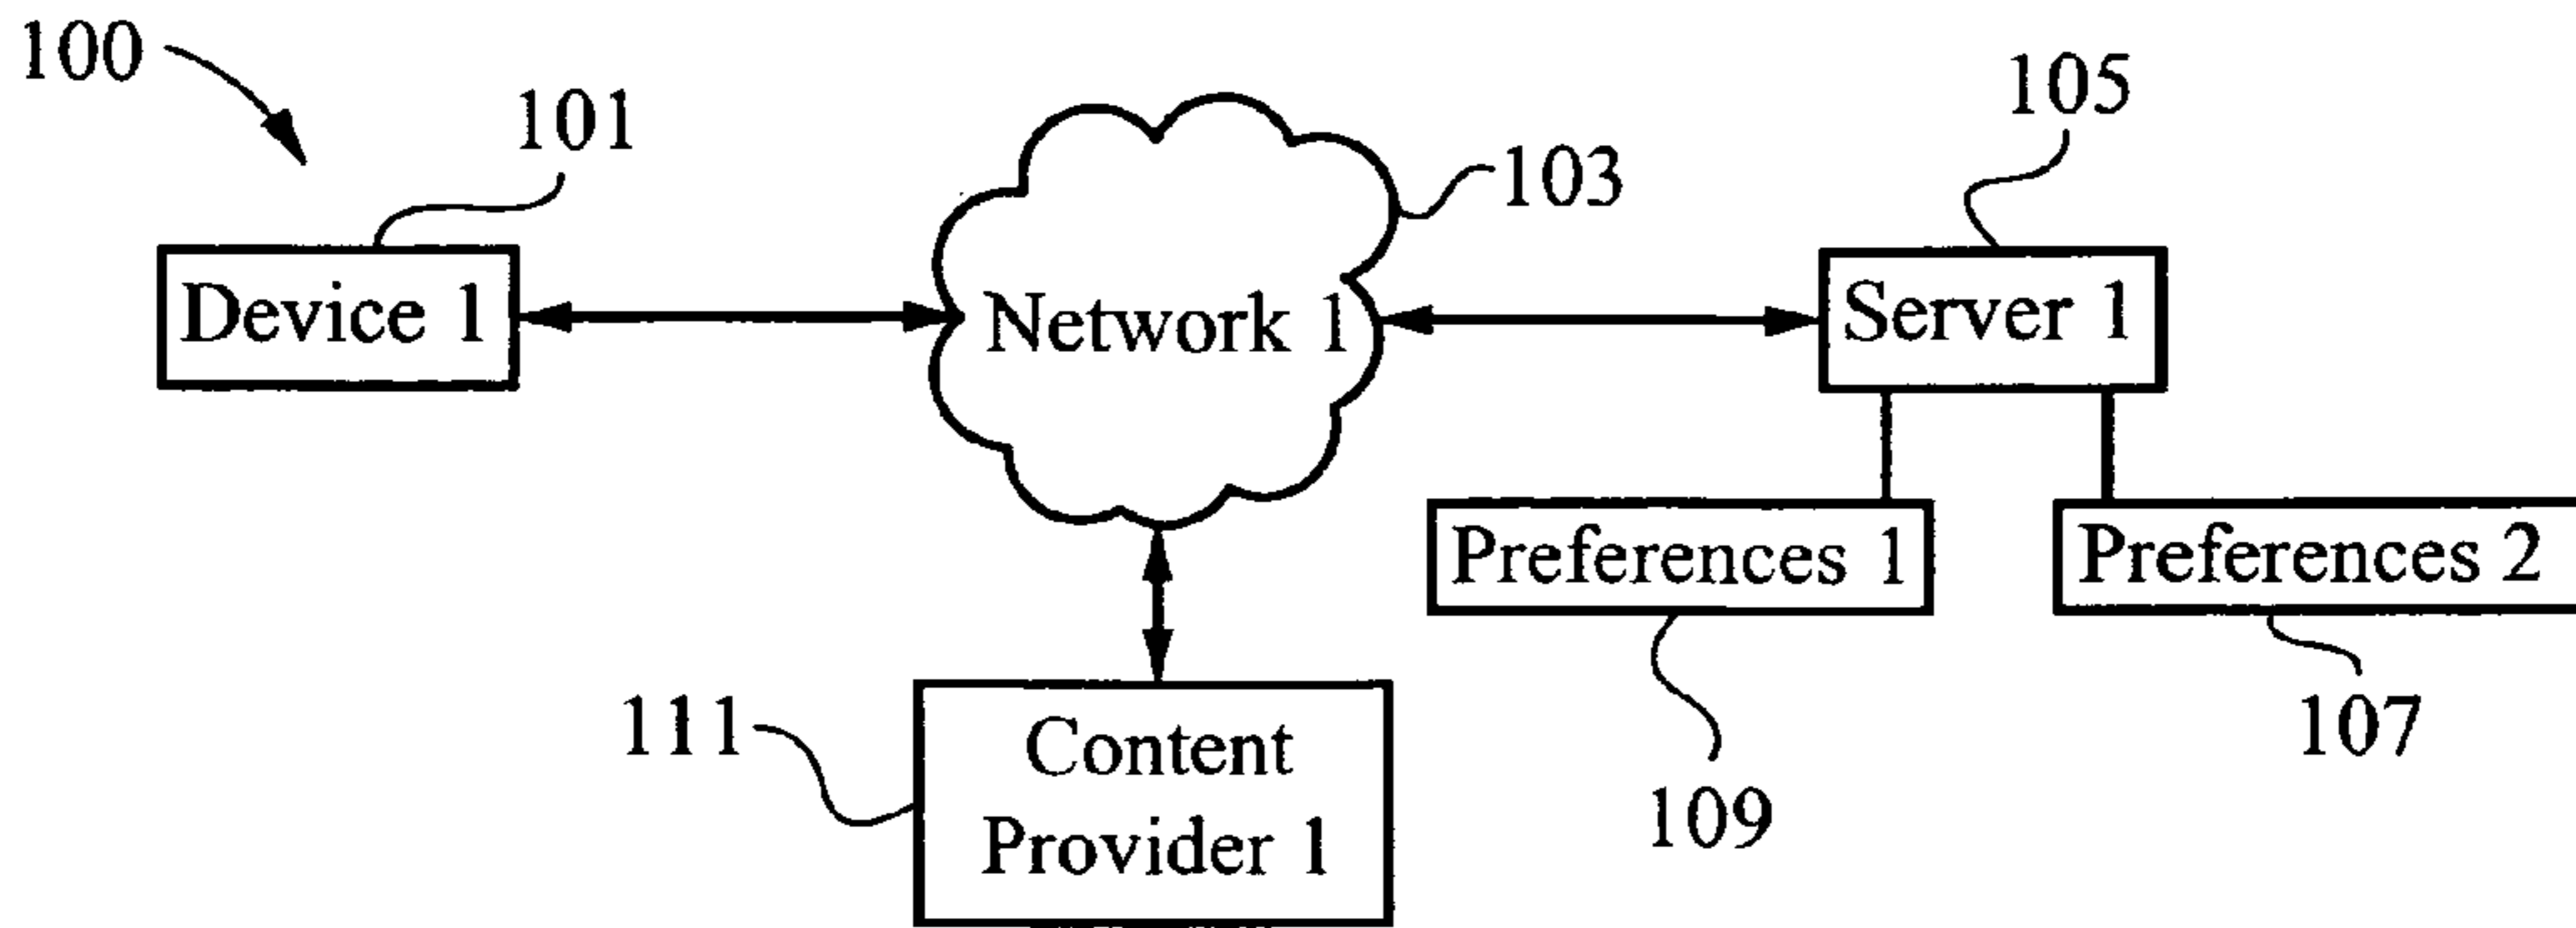 100
101
103
105
Device 1
Network 1
Server 1
Preferences 1
Preferences 2
111
Content
Provider 1
109
107